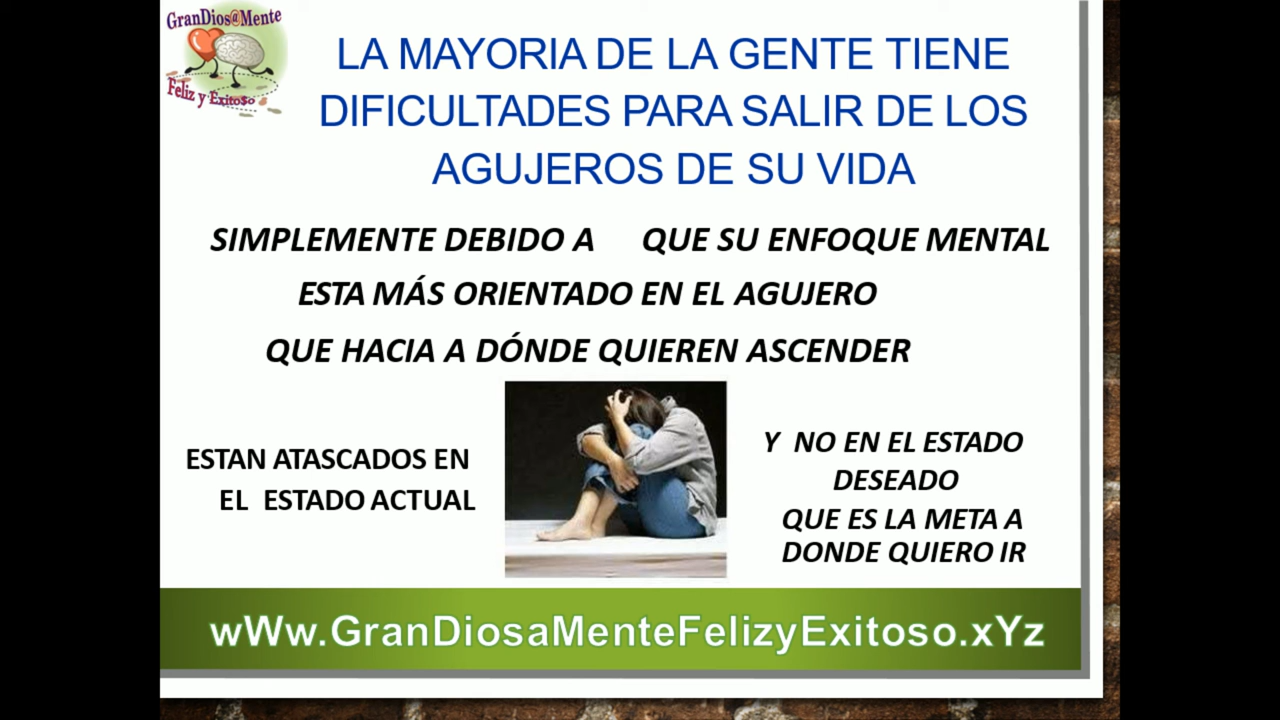 GranDios@Mente
Feliz y Exito$o
LA MAYORIA DE LA GENTE TIENE
DIFICULTADES PARA SALIR DE LOS
AGUJEROS DE SU VIDA
SIMPLEMENTE DEBIDO A QUE SU ENFOQUE MENTAL
ESTA MÁS ORIENTADO EN EL AGUJERO
QUE HACIA A DÓNDE QUIEREN ASCENDER
ESTAN ATASCADOS EN
EL ESTADO ACTUAL
Y NO EN EL ESTADO
DESEADO
QUE ES LA META A
DONDE QUIERO IR
wWw.GranDiosaMenteFelizyExitoso.xYz